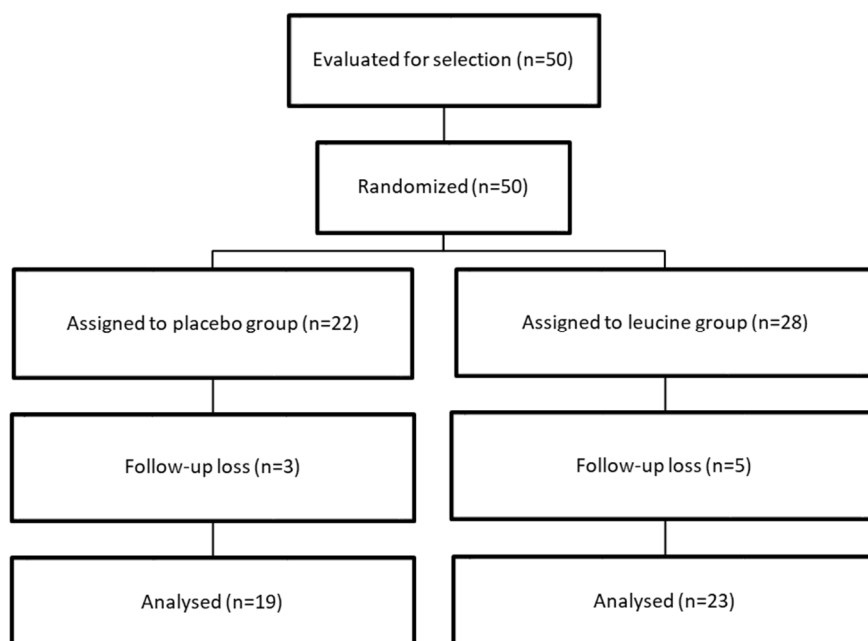 Evaluated for selection (n=50)
Randomized (n=50)
Assigned to placebo group (n=22)
Assigned to leucine group (n=28)
Follow-up loss (n=3)
Follow-up loss (n=5)
Analysed (n=19)
Analysed (n=23)